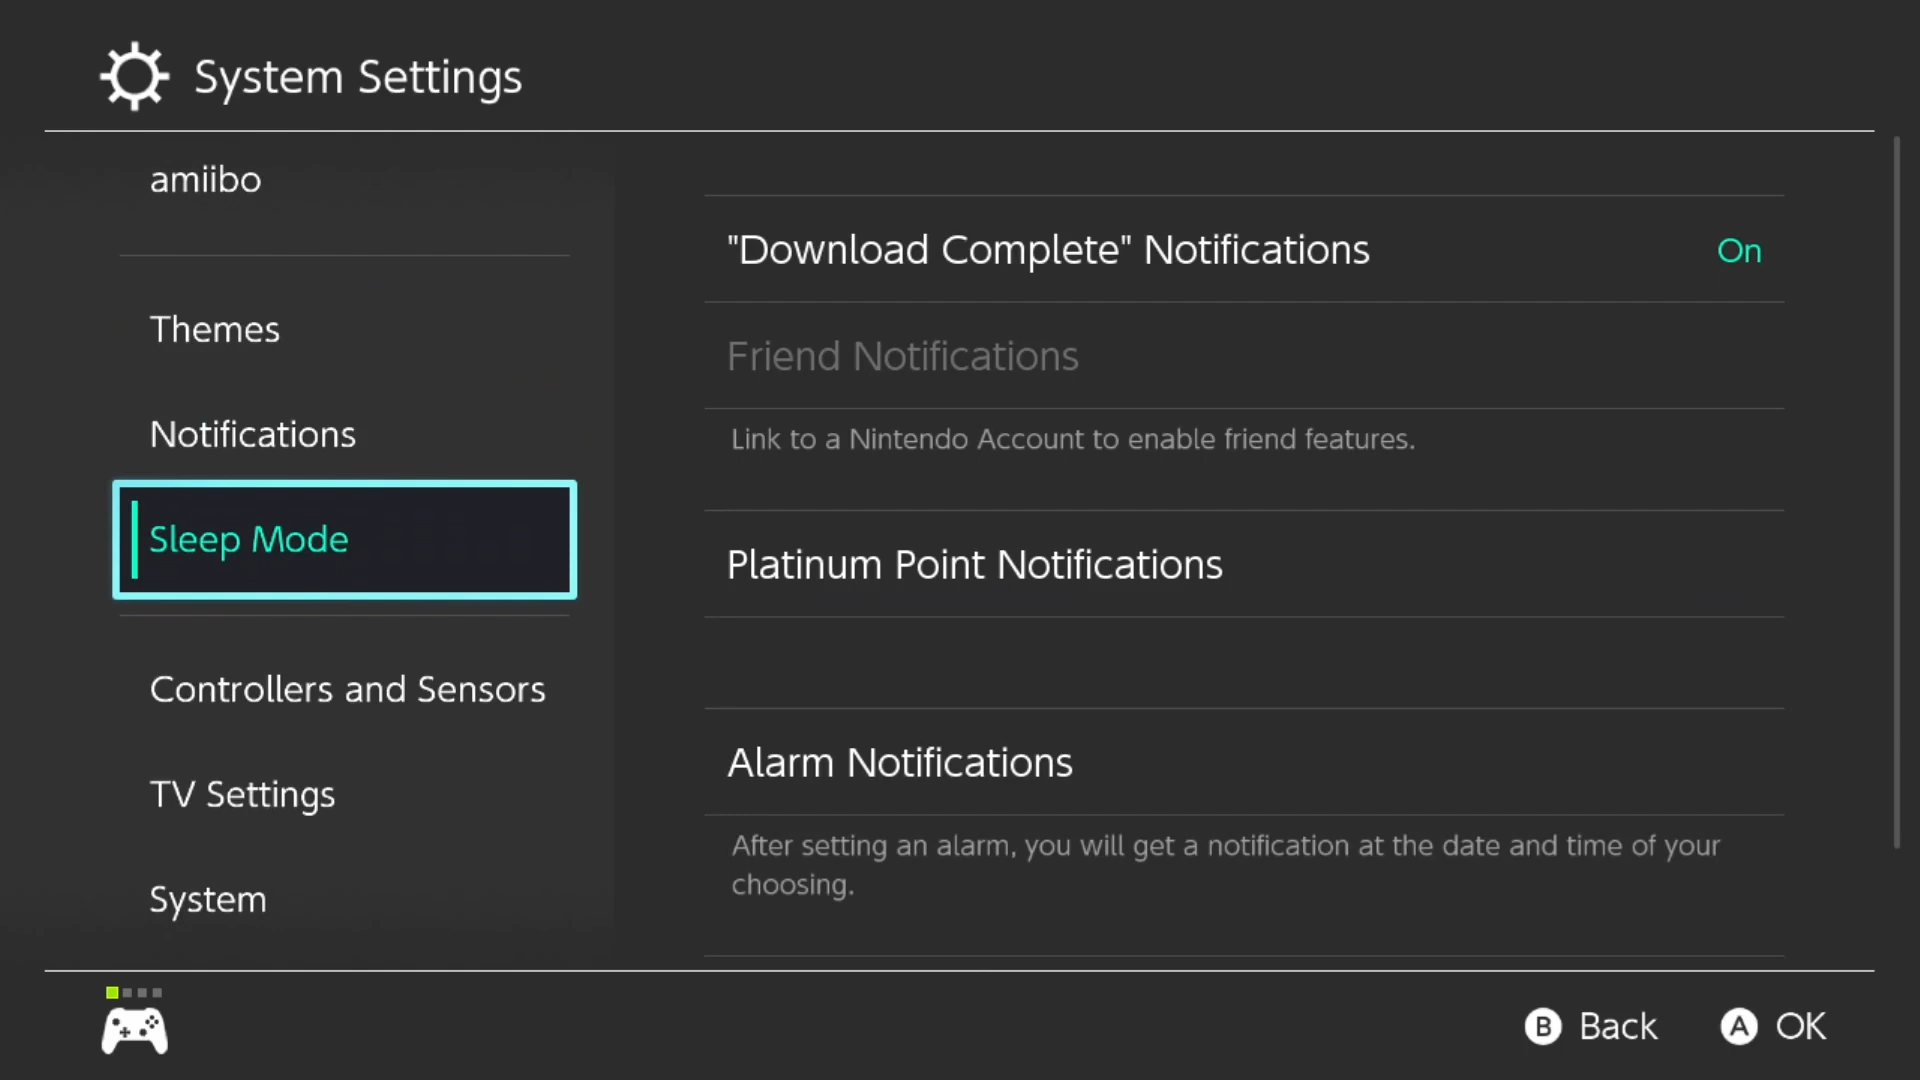 System Settings
amiibo
Themes
Notifications
Sleep Mode
Controllers and Sensors
TV Settings
System
"Download Complete" Notifications On
Friend Notifications
Link to a Nintendo Account to enable friend features.
Platinum Point Notifications
Alarm Notifications
After setting an alarm, you will get a notification at the date and time of your
choosing.
B Back A OK